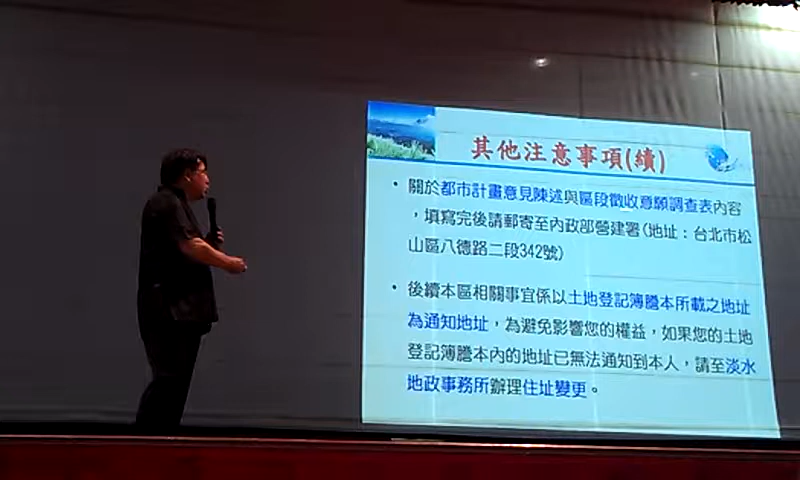 其他注意事項(續)
• 關於都市計畫意見陳述與區段徵收意願調查表內容
，填寫完後請郵寄至內政部營建署(地址：台北市松
山區八德路二段342號)
• 後續本區相關事宜係以土地登記簿謄本所載之地址
為通知地址，為避免影響您的權益，如果您的土地
登記簿謄本內的地址已無法通知到本人，請至淡水
地政事務所辦理住址變更。